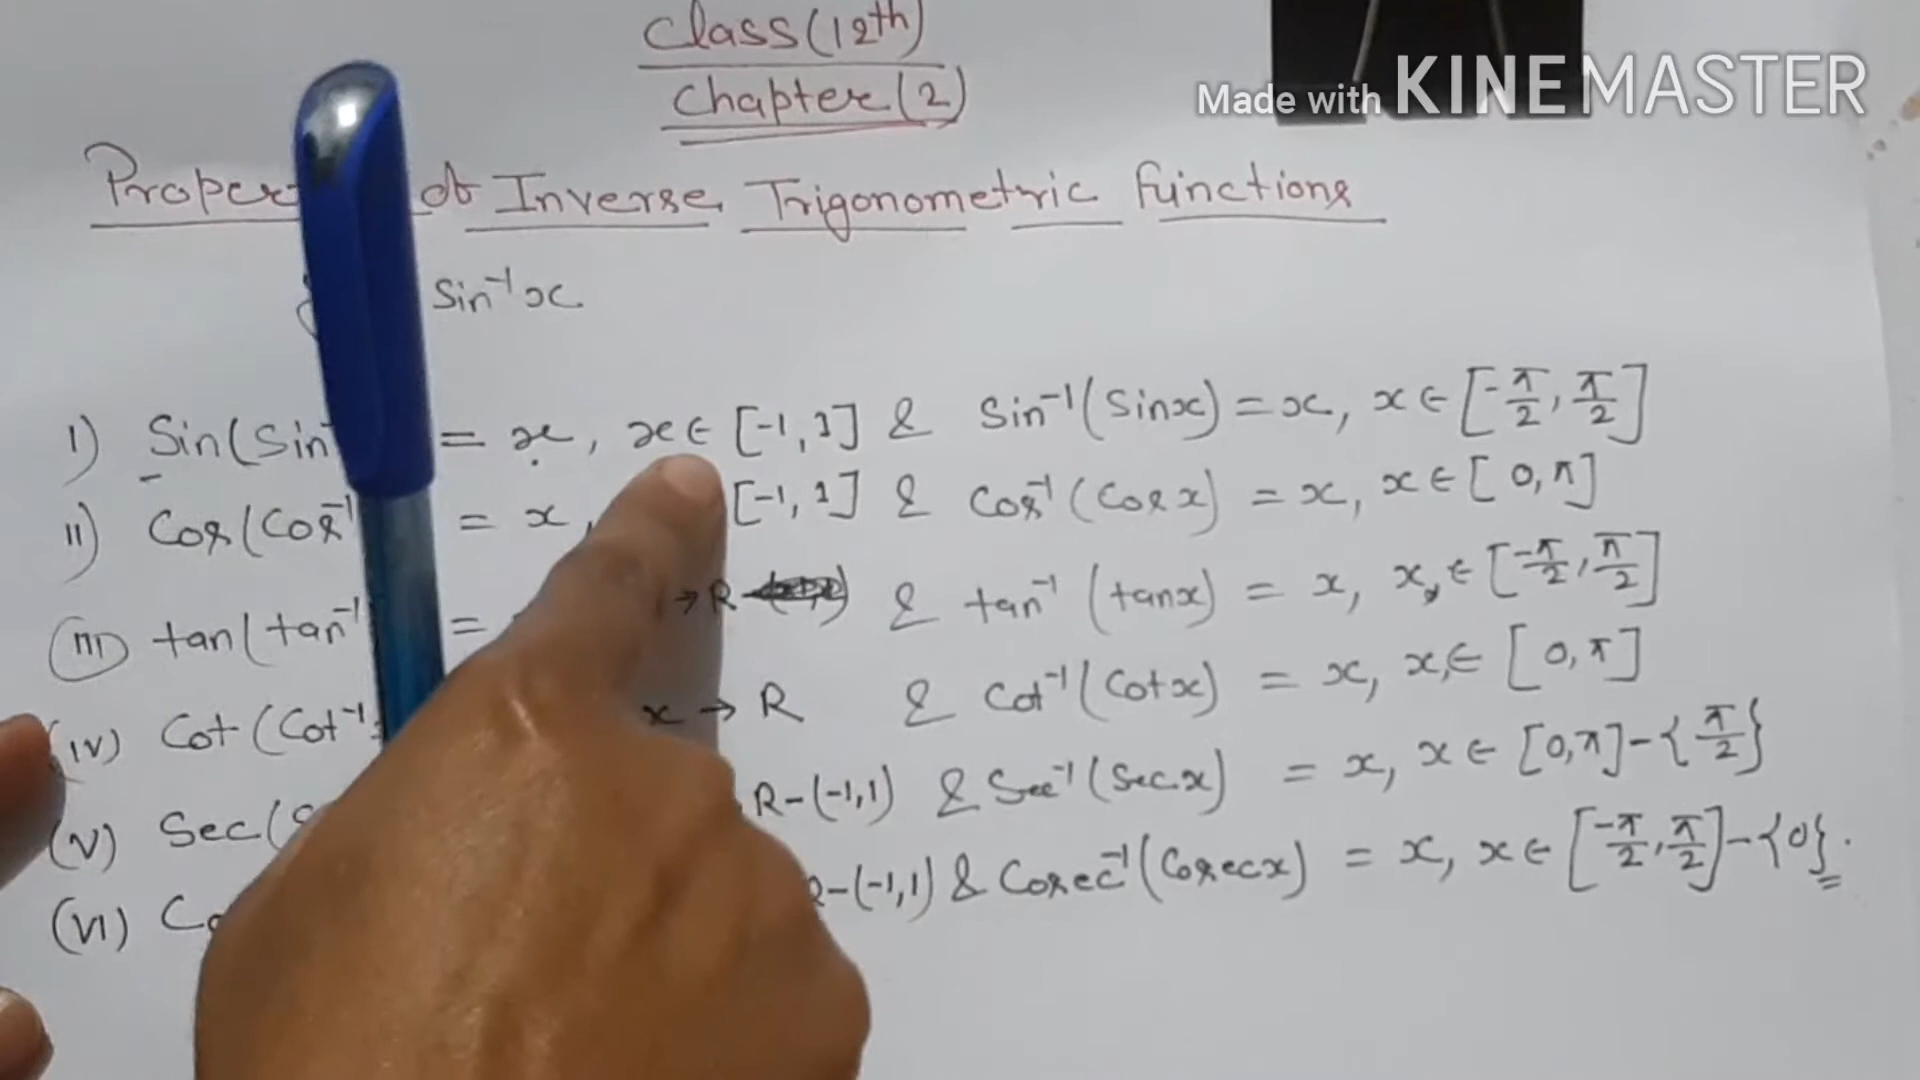 Class (12th)
Chapter (2)
Made with KINEMASTER
of Inverse Trigonometric functions
Sin⁻¹x
I) Sin(Sin⁻ = x, x ∈ [-1, 1] & Sin⁻¹(Sinx) = x, x ∈ [-π/2, π/2]
II) Cos(Cos⁻¹ = x, [-1, 1] & Cos⁻¹(Cosx) = x, x ∈ [0, π]
(III) tan(tan⁻¹ = → R- & tan⁻¹(tanx) = x, x, ∈ [-π/2, π/2]
(IV) Cot(Cot⁻¹ x → R & Cot⁻¹(Cotx) = x, x, ∈ [0, π]
(V) Sec( R-(-1,1) & Sec⁻¹(Sec.x) = x, x ∈ [0,π]-{π/2}
(VI) Co R-(-1,1) & Cosec⁻¹(Cosecx) = x, x ∈ [-π/2, π/2]-{0}.